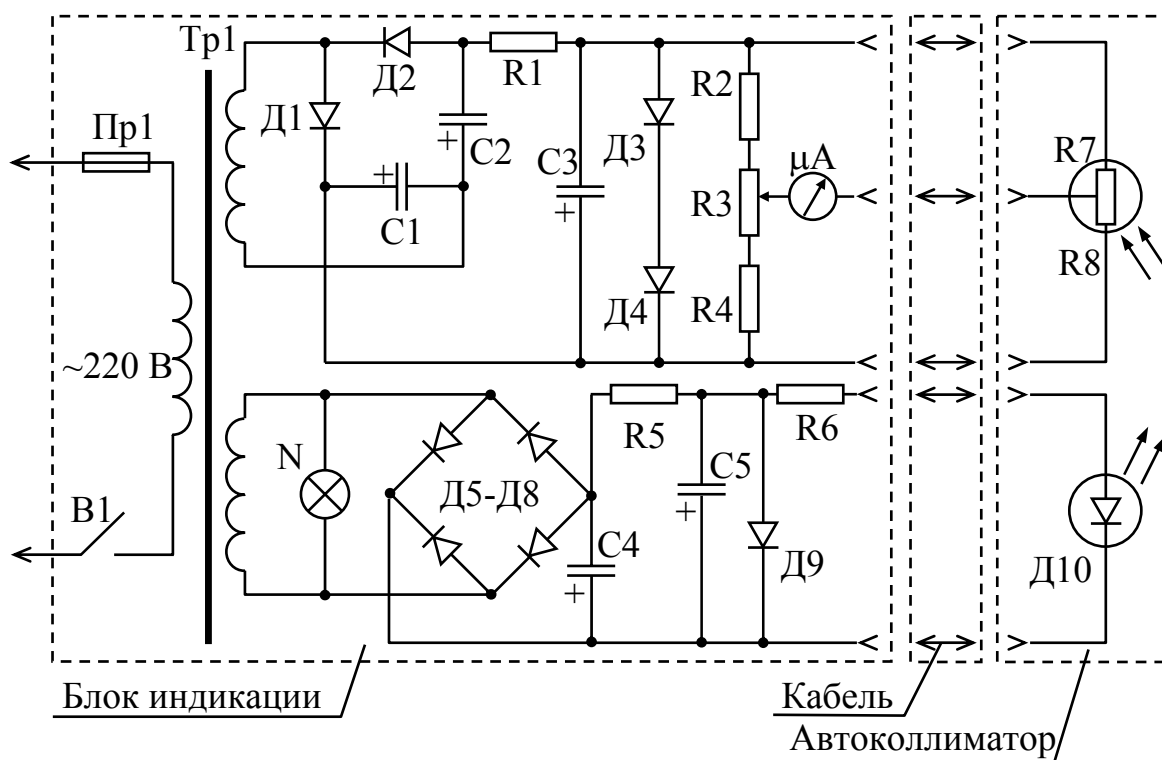 Тр1
Пр1
~220 В
В1
Д1
Д2
R1
+
C2
+
C1
C3
+
Д3
Д4
R2
R3
R4
μA
R7
R8
N
Д5-Д8
R5
R6
C4
+
C5
+
Д9
Д10
Блок индикации
Кабель
Автоколлиматор